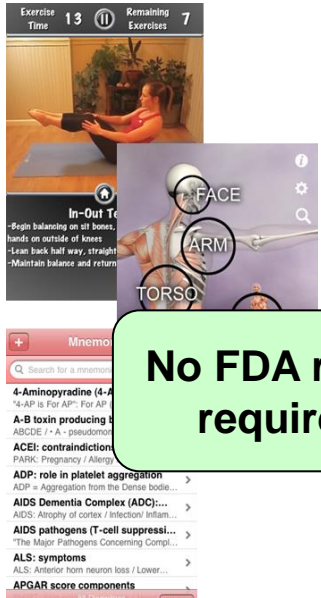 Exercise
Time
13
Remaining
Exercises
7
In-Out Te
-Begin balancing on sit bones,
hands on outside of knees
-Lean back half way, straight
-Maintain balance and return
FACE
ARM
TORSO
No FDA
requir
+ Mnemo
Search for a mnemoni
4-Aminopyradine (4-A
"4-AP is For AP": For AP (
A-B toxin producing b
ABCDE / • A - pseudomon
ACEI: contraindication
PARK: Pregnancy / Allergy
ADP: role in platelet aggregation
ADP = Aggregation from the Dense bodie...
AIDS Dementia Complex (ADC):...
AIDS: Atrophy of cortex / Infection/ Inflam...
AIDS pathogens (T-cell suppressi...
"The Major Pathogens Concerning Compl...
ALS: symptoms
ALS: Anterior horn neuron loss / Lower...
APGAR score components